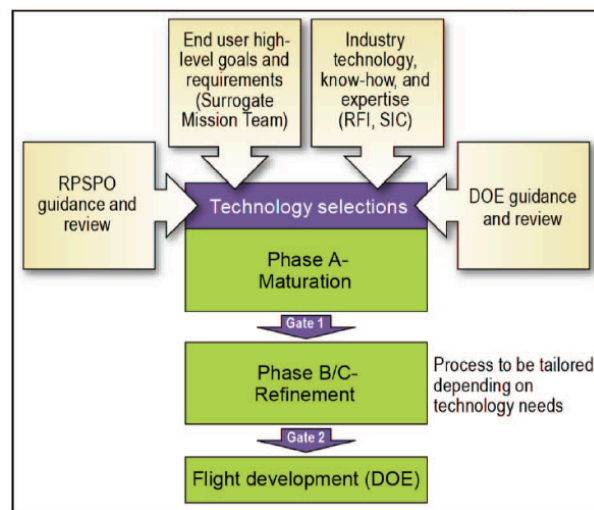 End user high-
level goals and
requirements
(Surrogate
Mission Team)
Industry
technology,
know-how, and
expertise
(RFI, SIC)
RPSPO
guidance and
review
Technology selections
DOE guidance
and review
Phase A-
Maturation
Gate 1
Phase B/C-
Refinement
Process to be tailored
depending on
technology needs
Gate 2
Flight development (DOE)